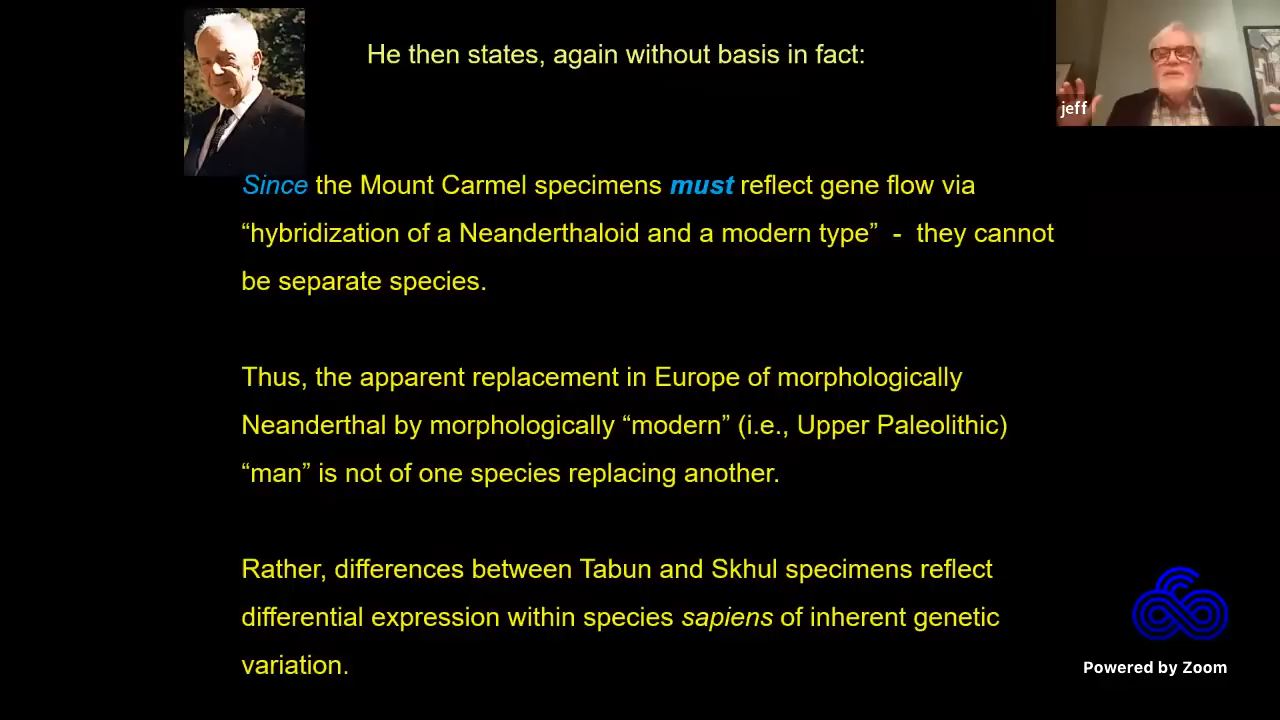 He then states, again without basis in fact:
jeff
Since the Mount Carmel specimens must reflect gene flow via
“hybridization of a Neanderthaloid and a modern type” - they cannot
be separate species.
Thus, the apparent replacement in Europe of morphologically
Neanderthal by morphologically “modern” (i.e., Upper Paleolithic)
“man” is not of one species replacing another.
Rather, differences between Tabun and Skhul specimens reflect
differential expression within species sapiens of inherent genetic
variation.
Powered by Zoom